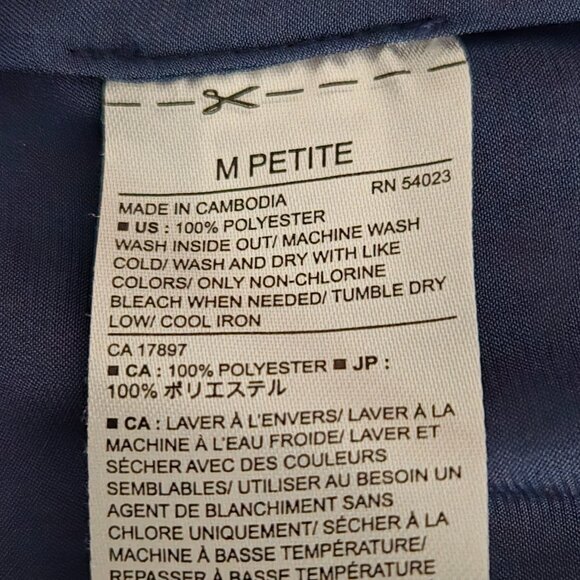 M PETITE
RN 54023
MADE IN CAMBODIA
■ US : 100% POLYESTER
WASH INSIDE OUT/ MACHINE WASH
COLD/ WASH AND DRY WITH LIKE
COLORS/ ONLY NON-CHLORINE
BLEACH WHEN NEEDED/ TUMBLE DRY
LOW/ COOL IRON
CA 17897
■ CA : 100% POLYESTER ■ JP :
100% ポリエステル
■ CA : LAVER À L'ENVERS/ LAVER À LA
MACHINE À L'EAU FROIDE/ LAVER ET
SÉCHER AVEC DES COULEURS
SEMBLABLES/ UTILISER AU BESOIN UN
AGENT DE BLANCHIMENT SANS
CHLORE UNIQUEMENT/ SÉCHER À LA
MACHINE À BASSE TEMPÉRATURE/
REPASSER À BASSE TEMPÉRATURE